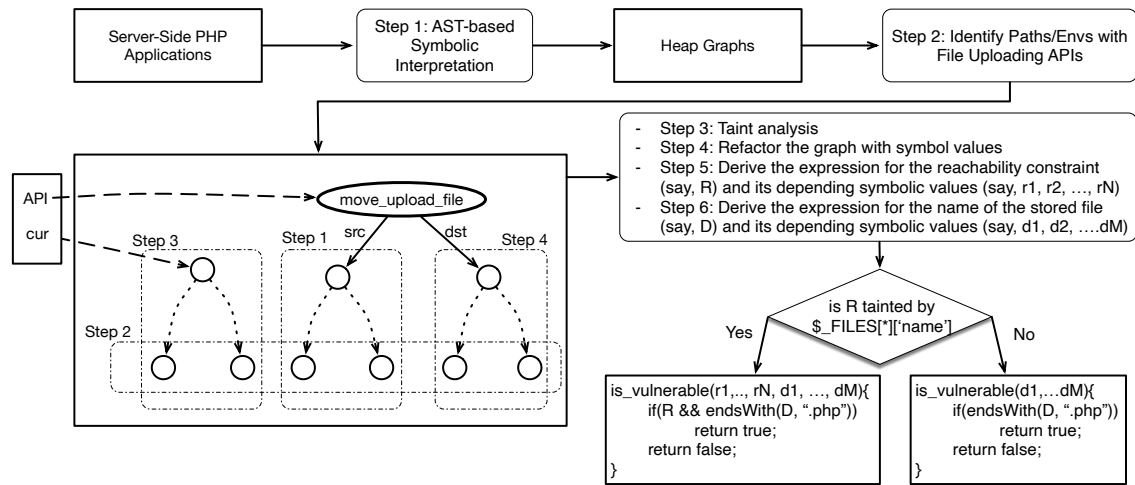 Server-Side PHP
Applications
Step 1: AST-based
Symbolic
Interpretation
Heap Graphs
Step 2: Identify Paths/Envs with
File Uploading APIs
- Step 3: Taint analysis
- Step 4: Refactor the graph with symbol values
- Step 5: Derive the expression for the reachability constraint
(say, R) and its depending symbolic values (say, r1, r2, …, rN)
- Step 6: Derive the expression for the name of the stored file
(say, D) and its depending symbolic values (say, d1, d2, ….dM)
API
cur
move_upload_file
src
dst
Step 3
Step 1
Step 4
Step 2
is R tainted by
$_FILES[*][‘name’]
Yes
No
is_vulnerable(r1,.., rN, d1, …, dM){
if(R && endsWith(D, “.php”))
return true;
return false;
}
is_vulnerable(d1,…dM){
if(endsWith(D, “.php”))
return true;
return false;
}